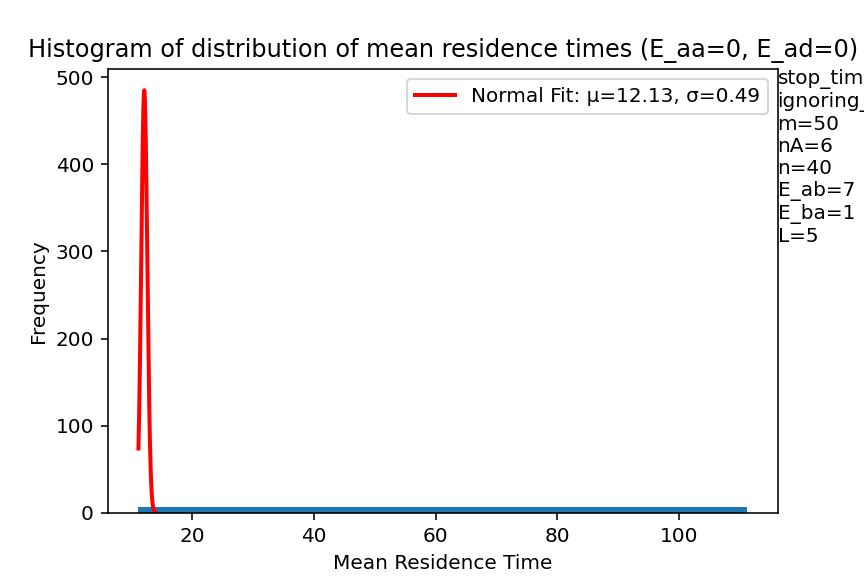 Histogram of distribution of mean residence times (E_aa=0, E_ad=0)
500
400
300
200
100
0
Frequency
Normal Fit: μ=12.13, σ=0.49
stop_tim
ignoring_
m=50
nA=6
n=40
E_ab=7
E_ba=1
L=5
20
40
60
80
100
Mean Residence Time